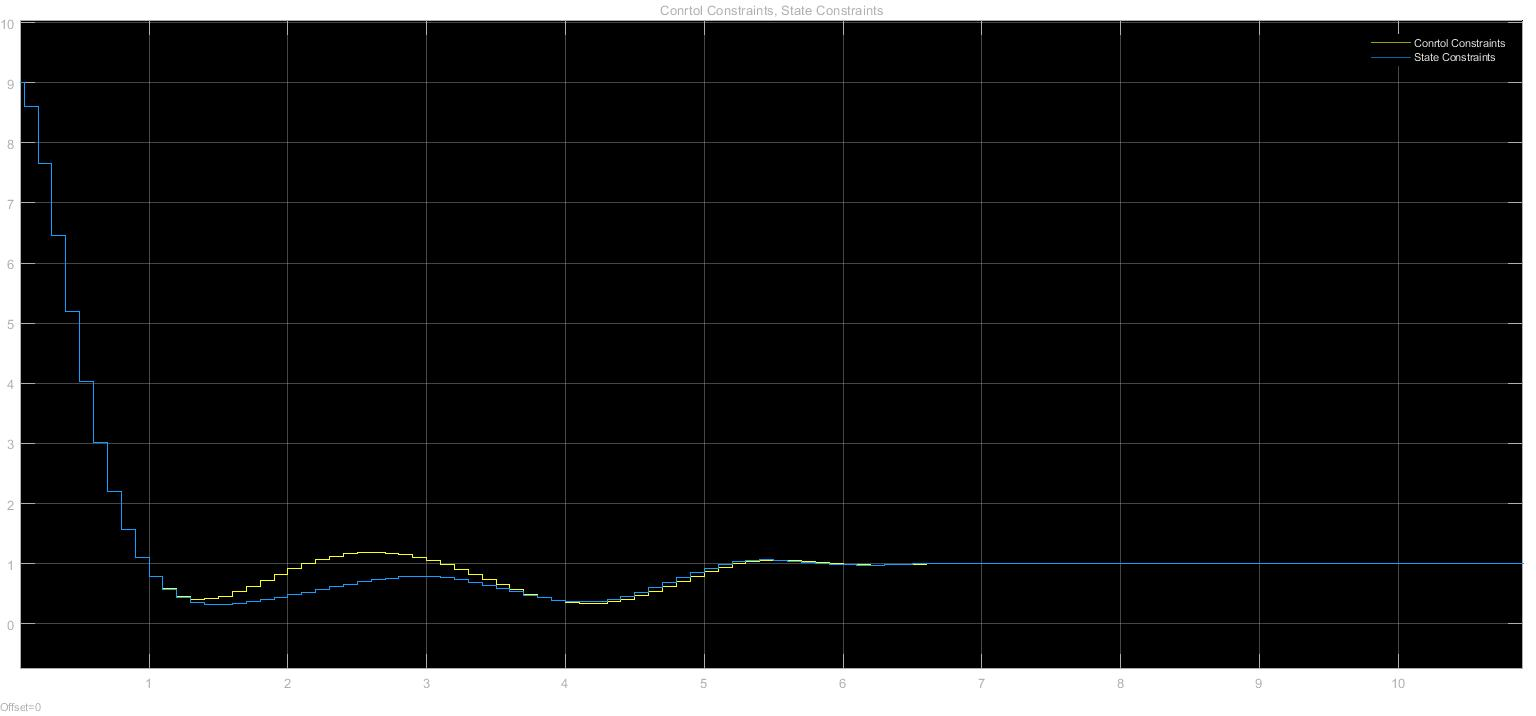 Conrtol Constraints, State Constraints
10
Conrtol Constraints
State Constraints
9
8
7
6
5
4
3
2
1
0
1 2 3 4 5 6 7 8 9 10
Offset=0